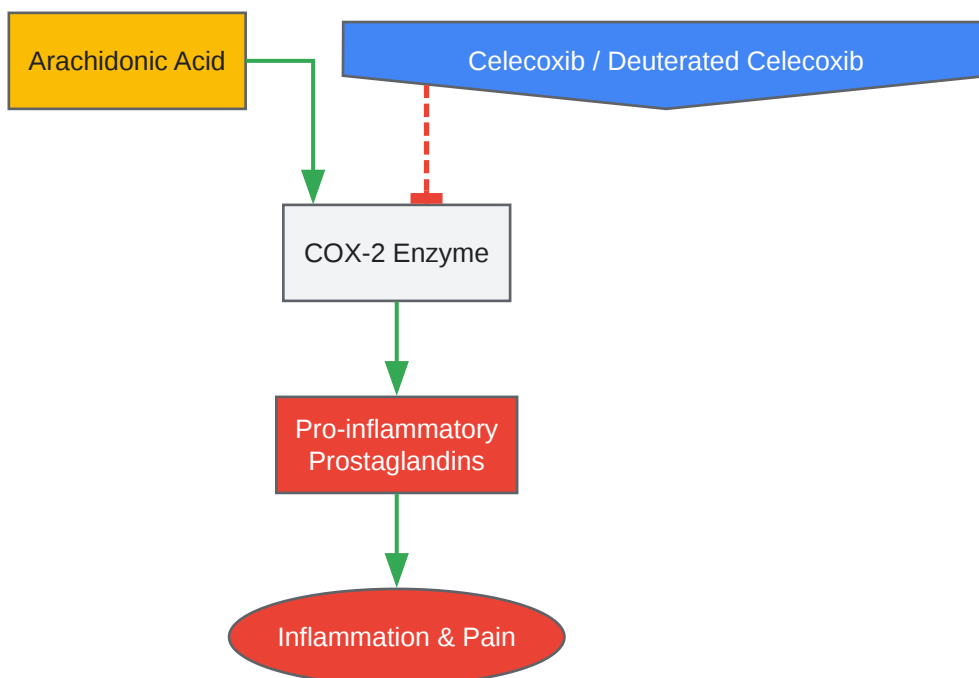 Arachidonic Acid
Celecoxib / Deuterated Celecoxib
COX-2 Enzyme
Pro-inflammatory
Prostaglandins
Inflammation & Pain